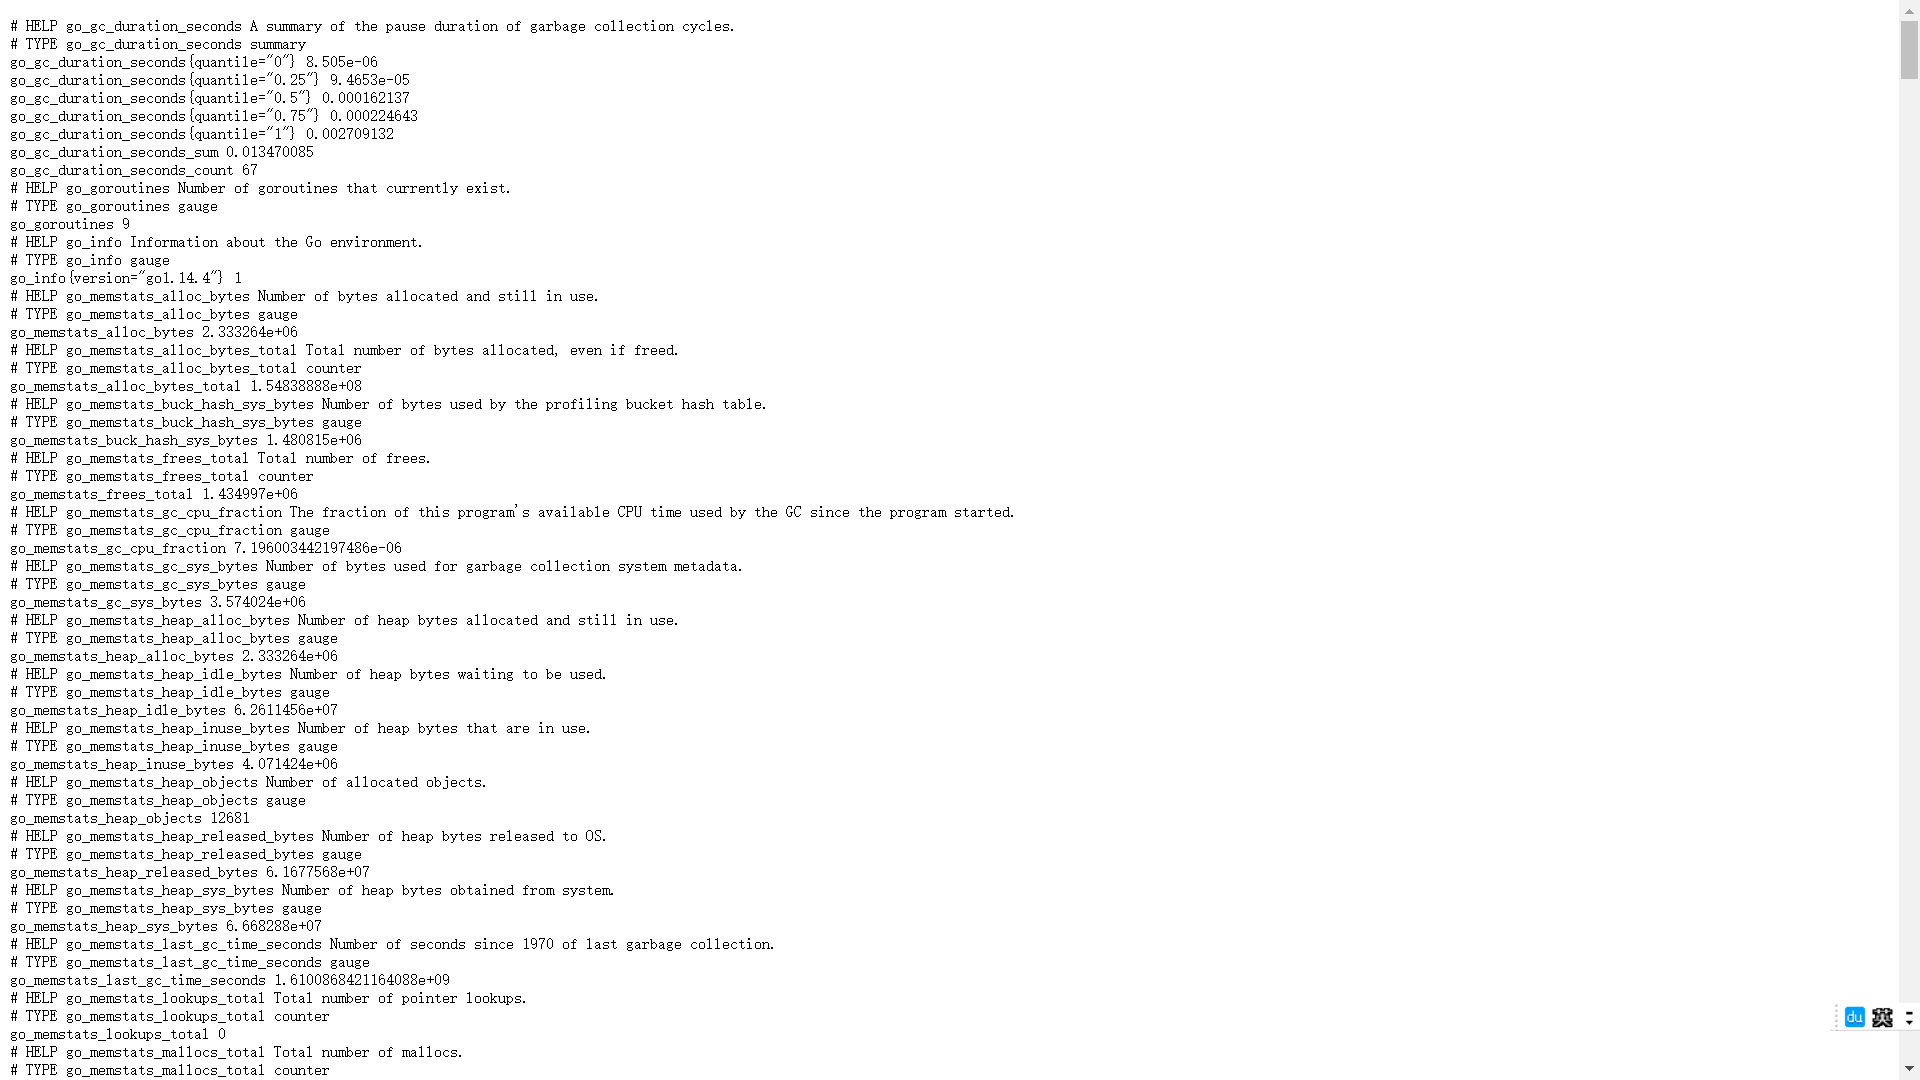 # HELP go_gc_duration_seconds A summary of the pause duration of garbage collection cycles.
# TYPE go_gc_duration_seconds summary
go_gc_duration_seconds{quantile="0"} 8.505e-06
go_gc_duration_seconds{quantile="0.25"} 9.4653e-05
go_gc_duration_seconds{quantile="0.5"} 0.000162137
go_gc_duration_seconds{quantile="0.75"} 0.000224643
go_gc_duration_seconds{quantile="1"} 0.002709132
go_gc_duration_seconds_sum 0.013470085
go_gc_duration_seconds_count 67
# HELP go_goroutines Number of goroutines that currently exist.
# TYPE go_goroutines gauge
go_goroutines 9
# HELP go_info Information about the Go environment.
# TYPE go_info gauge
go_info{version="go1.14.4"} 1
# HELP go_memstats_alloc_bytes Number of bytes allocated and still in use.
# TYPE go_memstats_alloc_bytes gauge
go_memstats_alloc_bytes 2.333264e+06
# HELP go_memstats_alloc_bytes_total Total number of bytes allocated, even if freed.
# TYPE go_memstats_alloc_bytes_total counter
go_memstats_alloc_bytes_total 1.54838888e+08
# HELP go_memstats_buck_hash_sys_bytes Number of bytes used by the profiling bucket hash table.
# TYPE go_memstats_buck_hash_sys_bytes gauge
go_memstats_buck_hash_sys_bytes 1.480815e+06
# HELP go_memstats_frees_total Total number of frees.
# TYPE go_memstats_frees_total counter
go_memstats_frees_total 1.434997e+06
# HELP go_memstats_gc_cpu_fraction The fraction of this program's available CPU time used by the GC since the program started.
# TYPE go_memstats_gc_cpu_fraction gauge
go_memstats_gc_cpu_fraction 7.196003442197486e-06
# HELP go_memstats_gc_sys_bytes Number of bytes used for garbage collection system metadata.
# TYPE go_memstats_gc_sys_bytes gauge
go_memstats_gc_sys_bytes 3.574024e+06
# HELP go_memstats_heap_alloc_bytes Number of heap bytes allocated and still in use.
# TYPE go_memstats_heap_alloc_bytes gauge
go_memstats_heap_alloc_bytes 2.333264e+06
# HELP go_memstats_heap_idle_bytes Number of heap bytes waiting to be used.
# TYPE go_memstats_heap_idle_bytes gauge
go_memstats_heap_idle_bytes 6.2611456e+07
# HELP go_memstats_heap_inuse_bytes Number of heap bytes that are in use.
# TYPE go_memstats_heap_inuse_bytes gauge
go_memstats_heap_inuse_bytes 4.071424e+06
# HELP go_memstats_heap_objects Number of allocated objects.
# TYPE go_memstats_heap_objects gauge
go_memstats_heap_objects 12681
# HELP go_memstats_heap_released_bytes Number of heap bytes released to OS.
# TYPE go_memstats_heap_released_bytes gauge
go_memstats_heap_released_bytes 6.1677568e+07
# HELP go_memstats_heap_sys_bytes Number of heap bytes obtained from system.
# TYPE go_memstats_heap_sys_bytes gauge
go_memstats_heap_sys_bytes 6.668288e+07
# HELP go_memstats_last_gc_time_seconds Number of seconds since 1970 of last garbage collection.
# TYPE go_memstats_last_gc_time_seconds gauge
go_memstats_last_gc_time_seconds 1.6100868421164088e+09
# HELP go_memstats_lookups_total Total number of pointer lookups.
# TYPE go_memstats_lookups_total counter
go_memstats_lookups_total 0
# HELP go_memstats_mallocs_total Total number of mallocs.
# TYPE go_memstats_mallocs_total counter
du 英